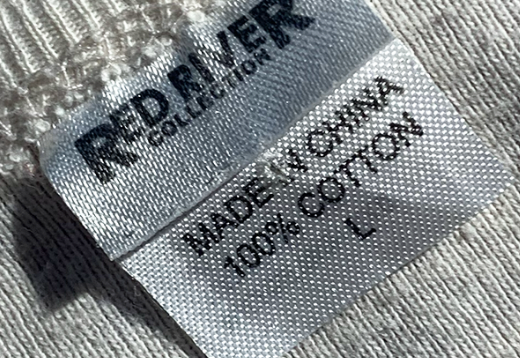 RED RIVER
COLLECTION
MADE IN CHINA
100% COTTON
L